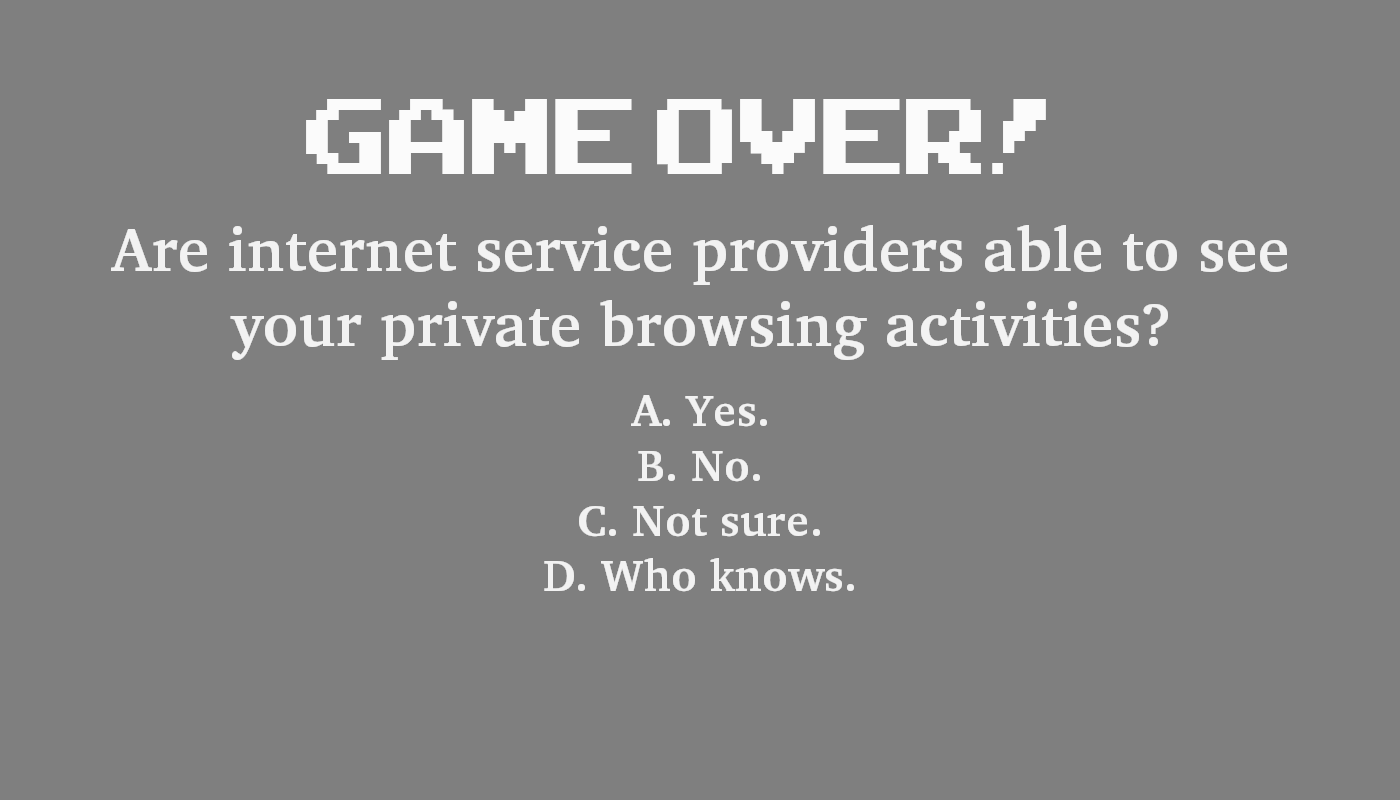 GAME OVER!
Are internet service providers able to see
your private browsing activities?
A. Yes.
B. No.
C. Not sure.
D. Who knows.